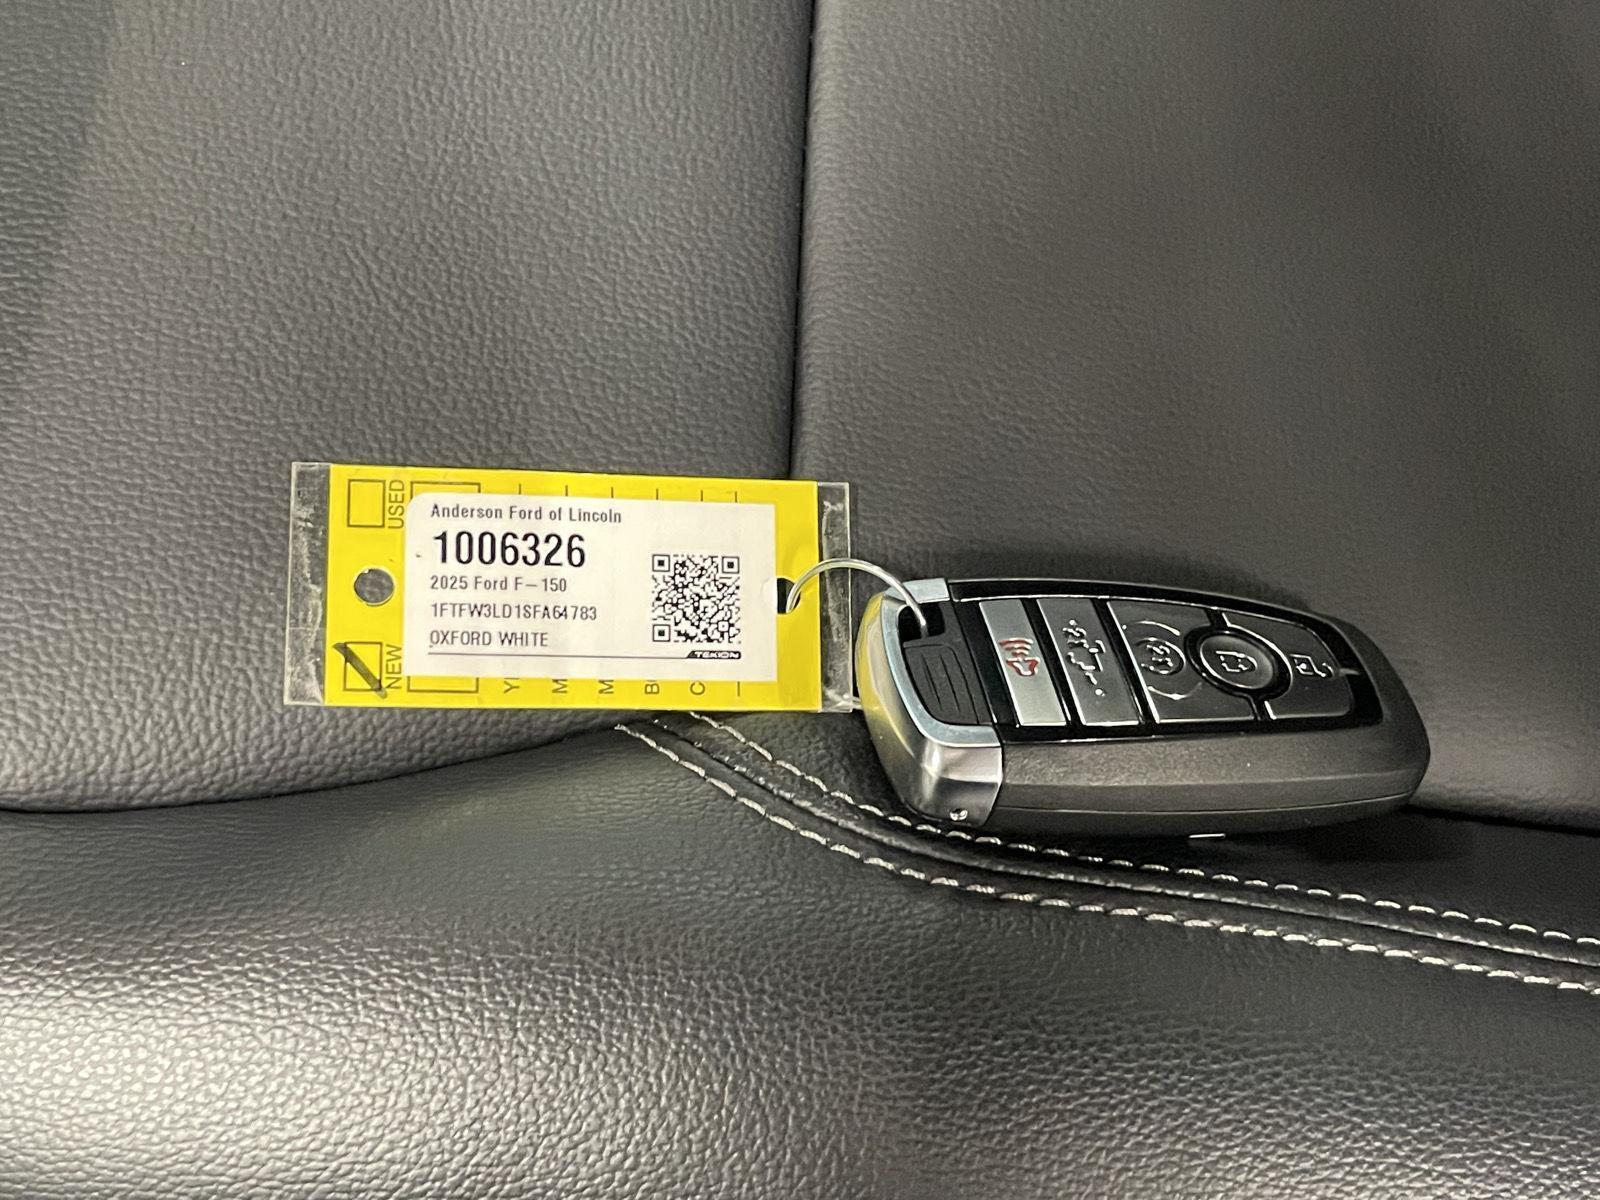 USED
Anderson Ford of Lincoln
1006326
2025 Ford F-150
1FTFW3LD1SFA64783
OXFORD WHITE
TEKION
NEW
Y
M
M
B
C